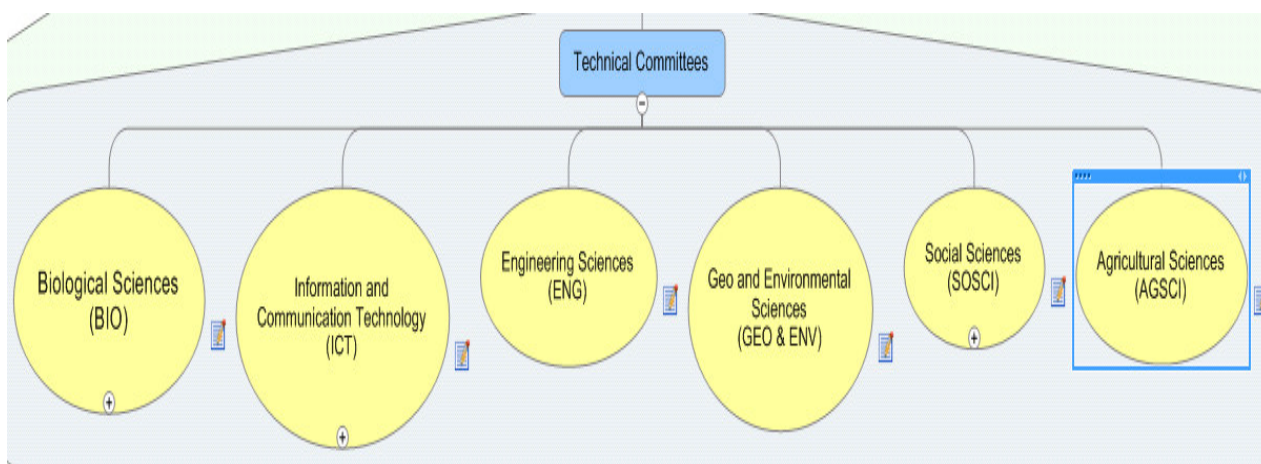 Technical Committees
Biological Sciences
(BIO)
Information and
Communication Technology
(ICT)
Engineering Sciences
(ENG)
Geo and Environmental
Sciences
(GEO & ENV)
Social Sciences
(SOSCI)
Agricultural Sciences
(AGSCI)